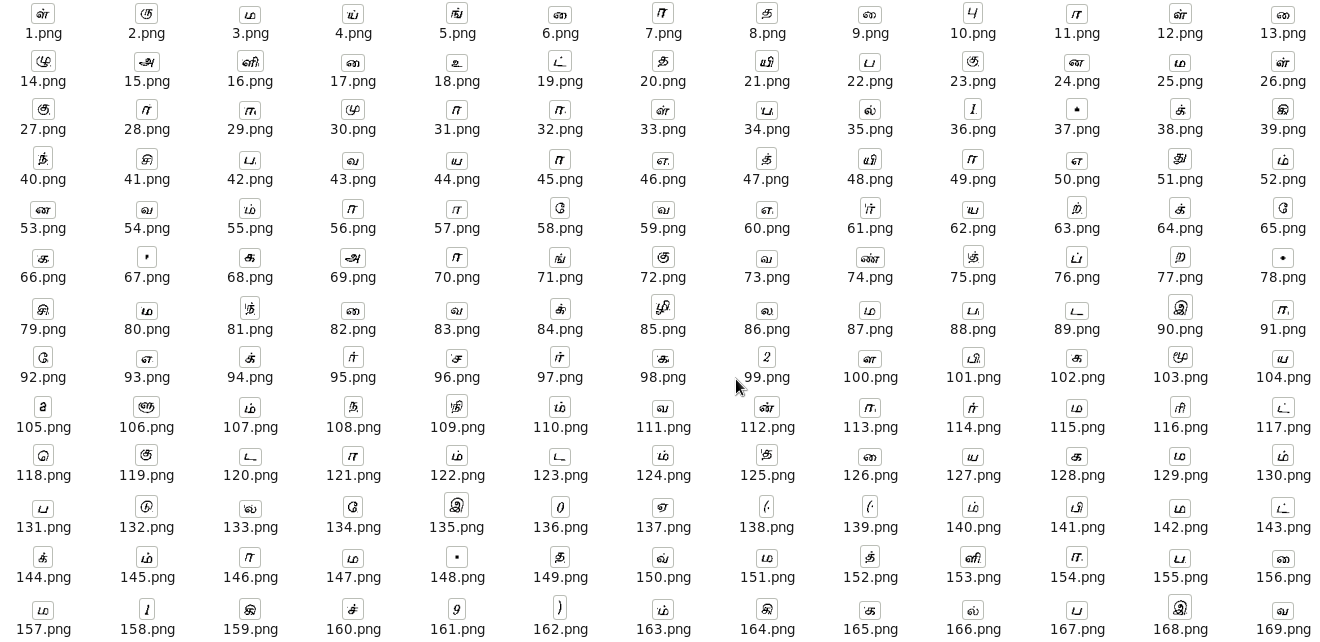 ள் ரு ம ய் ங் னை ா த ை பு ா ள் ை
1.png 2.png 3.png 4.png 5.png 6.png 7.png 8.png 9.png 10.png 11.png 12.png 13.png
ழு அ ளி ை உ ட் த் யி ப கு ன ம ள்
14.png 15.png 16.png 17.png 18.png 19.png 20.png 21.png 22.png 23.png 24.png 25.png 26.png
கு ர் ா மு ா ா ள் ப ல் 1 க் கி
27.png 28.png 29.png 30.png 31.png 32.png 33.png 34.png 35.png 36.png 37.png 38.png 39.png
ந் சி ப வ ய ா எ த் யி ா எ து ம்
40.png 41.png 42.png 43.png 44.png 45.png 46.png 47.png 48.png 49.png 50.png 51.png 52.png
ன வ ம் ா ாே வ எ ர் ய ற் க் ே
53.png 54.png 55.png 56.png 57.png 58.png 59.png 60.png 61.png 62.png 63.png 64.png 65.png
க ' க அ ா ங் கு வ ண் த் ப் ற
66.png 67.png 68.png 69.png 70.png 71.png 72.png 73.png 74.png 75.png 76.png 77.png 78.png
சி ம ந் ை வ க் ழி ல ம ப ட இ ா
79.png 80.png 81.png 82.png 83.png 84.png 85.png 86.png 87.png 88.png 89.png 90.png 91.png
ே எ க் ர் ச ர் க 2 ள பி க மூ ய
92.png 93.png 94.png 95.png 96.png 97.png 98.png 99.png 100.png 101.png 102.png 103.png 104.png
a ளு ம் ந நி ம் வ ன் ா ர் ம ரி ட்
105.png 106.png 107.png 108.png 109.png 110.png 111.png 112.png 113.png 114.png 115.png 116.png 117.png
ெ கு ட ா ம் ட ம் த ை ய க ம ம்
118.png 119.png 120.png 121.png 122.png 123.png 124.png 125.png 126.png 127.png 128.png 129.png 130.png
ப டு ல் ே இ 0 ஏ ( ( ம் பி ம ட்
131.png 132.png 133.png 134.png 135.png 136.png 137.png 138.png 139.png 140.png 141.png 142.png 143.png
க் ம் ா ம த வ் ம த் ளி ா ப ை
144.png 145.png 146.png 147.png 148.png 149.png 150.png 151.png 152.png 153.png 154.png 155.png 156.png
ம 1 கி ச் 9 ) ம் கி க ல் ப இ வ
157.png 158.png 159.png 160.png 161.png 162.png 163.png 164.png 165.png 166.png 167.png 168.png 169.png